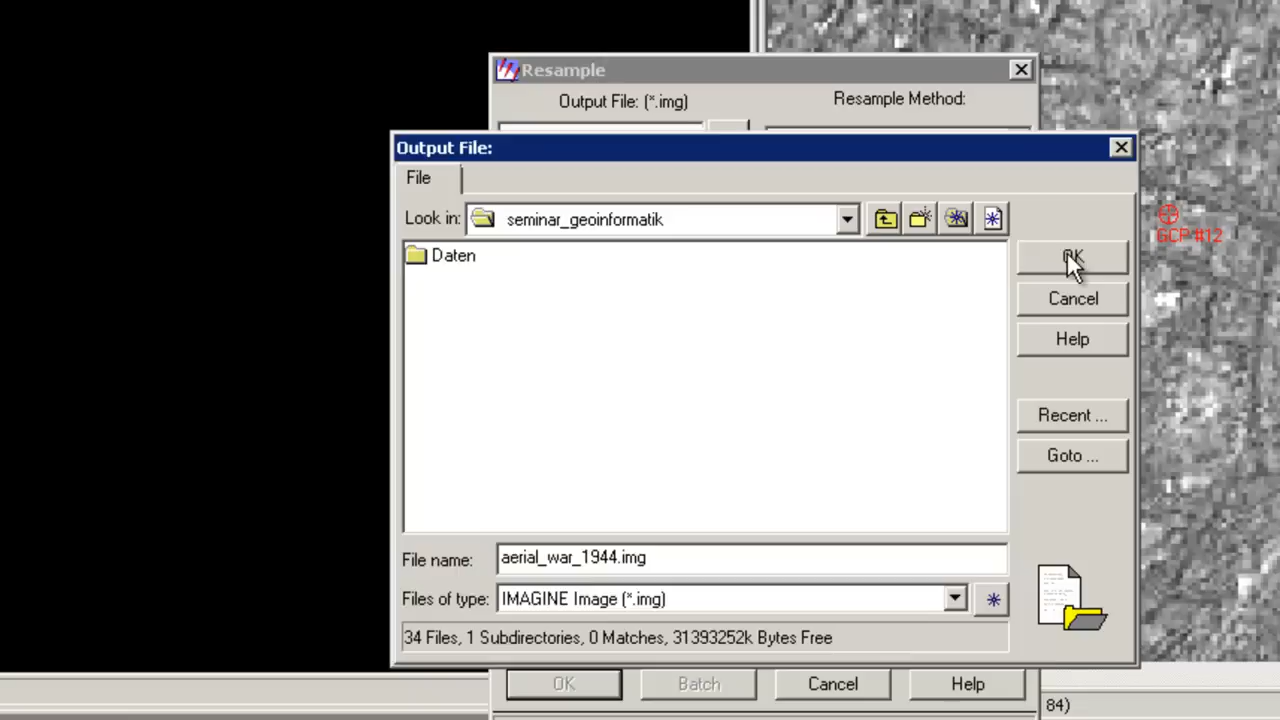 Resample
Output File: (*.img)
Resample Method:
Output File:
File
Look in:
seminar_geoinformatik
Daten
OK
Cancel
Help
Recent ...
Goto ...
GCP #12
File name:
aerial_war_1944.img
Files of type:
IMAGINE Image (*.img)
34 Files, 1 Subdirectories, 0 Matches, 31393252k Bytes Free
OK
Batch
Cancel
Help
84)